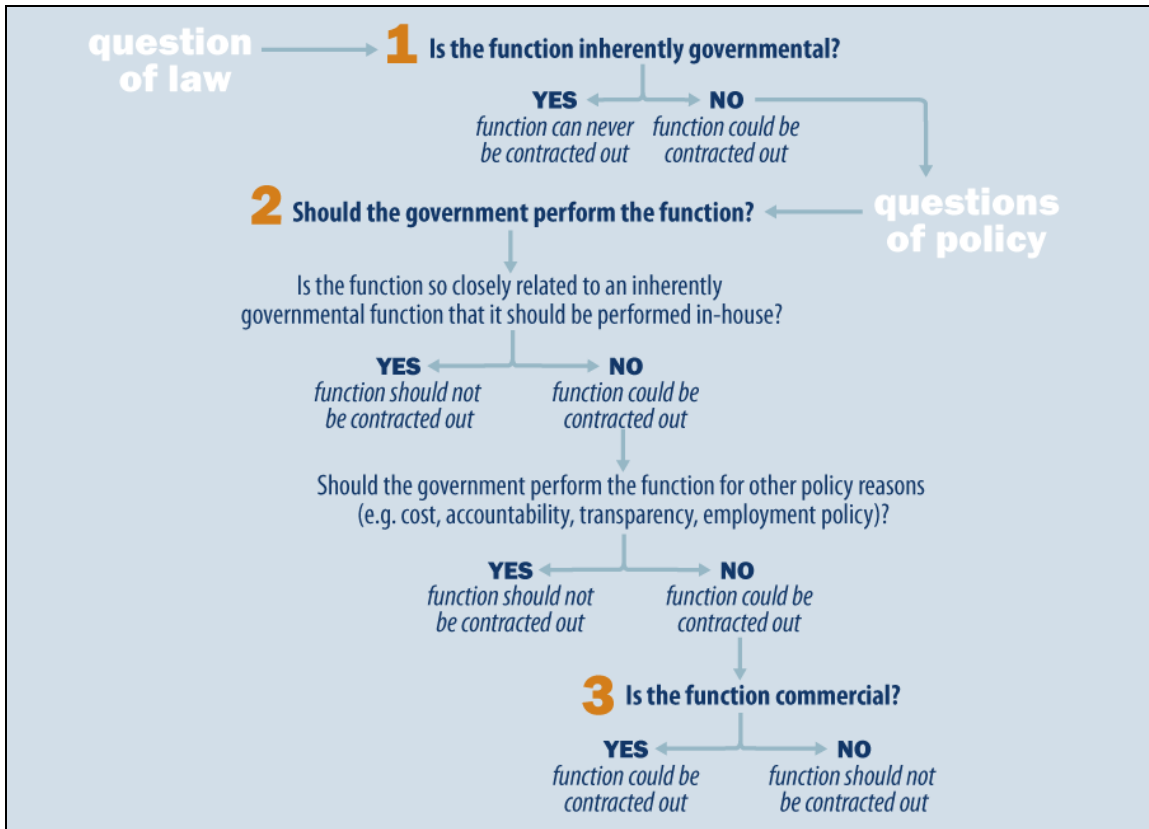 question
of law
1 Is the function inherently governmental?
YES
function can never
be contracted out
NO
function could be
contracted out
questions
of policy
2 Should the government perform the function?
Is the function so closely related to an inherently
governmental function that it should be performed in-house?
YES
function should not
be contracted out
NO
function could be
contracted out
Should the government perform the function for other policy reasons
(e.g. cost, accountability, transparency, employment policy)?
YES
function should not
be contracted out
NO
function could be
contracted out
3 Is the function commercial?
YES
function could be
contracted out
NO
function should not
be contracted out